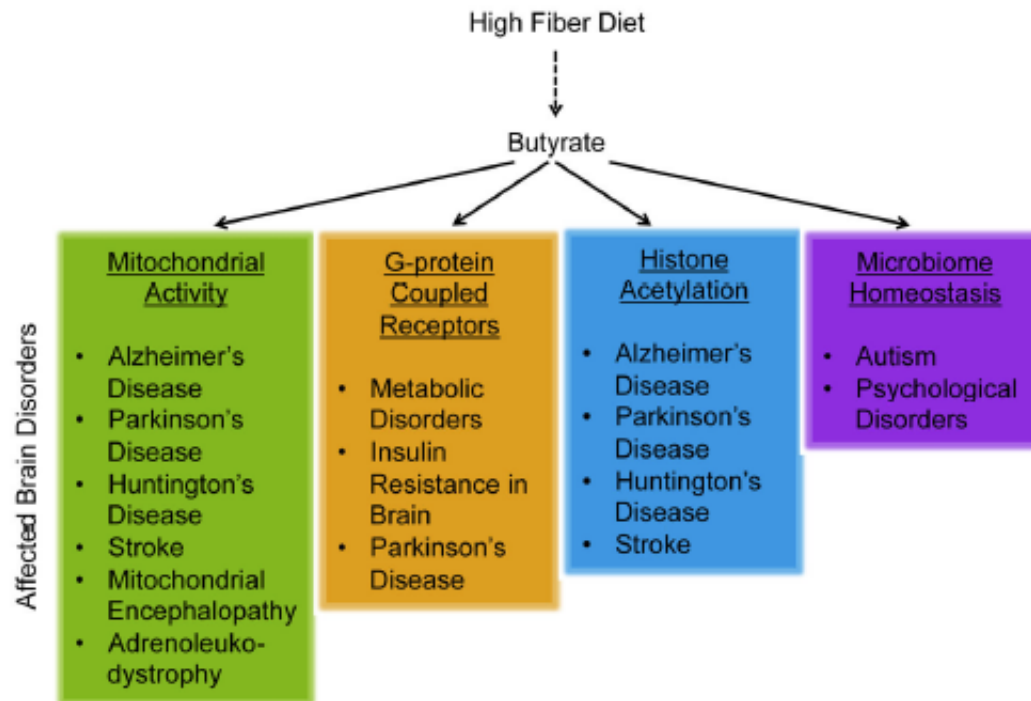 High Fiber Diet
Butyrate
Affected Brain Disorders
Mitochondrial
Activity
• Alzheimer's
Disease
• Parkinson's
Disease
• Huntington's
Disease
• Stroke
• Mitochondrial
Encephalopathy
• Adrenoleuko-
dystrophy
G-protein
Coupled
Receptors
• Metabolic
Disorders
• Insulin
Resistance in
Brain
• Parkinson's
Disease
Histone
Acetylation
• Alzheimer's
Disease
• Parkinson's
Disease
• Huntington's
Disease
• Stroke
Microbiome
Homeostasis
• Autism
• Psychological
Disorders